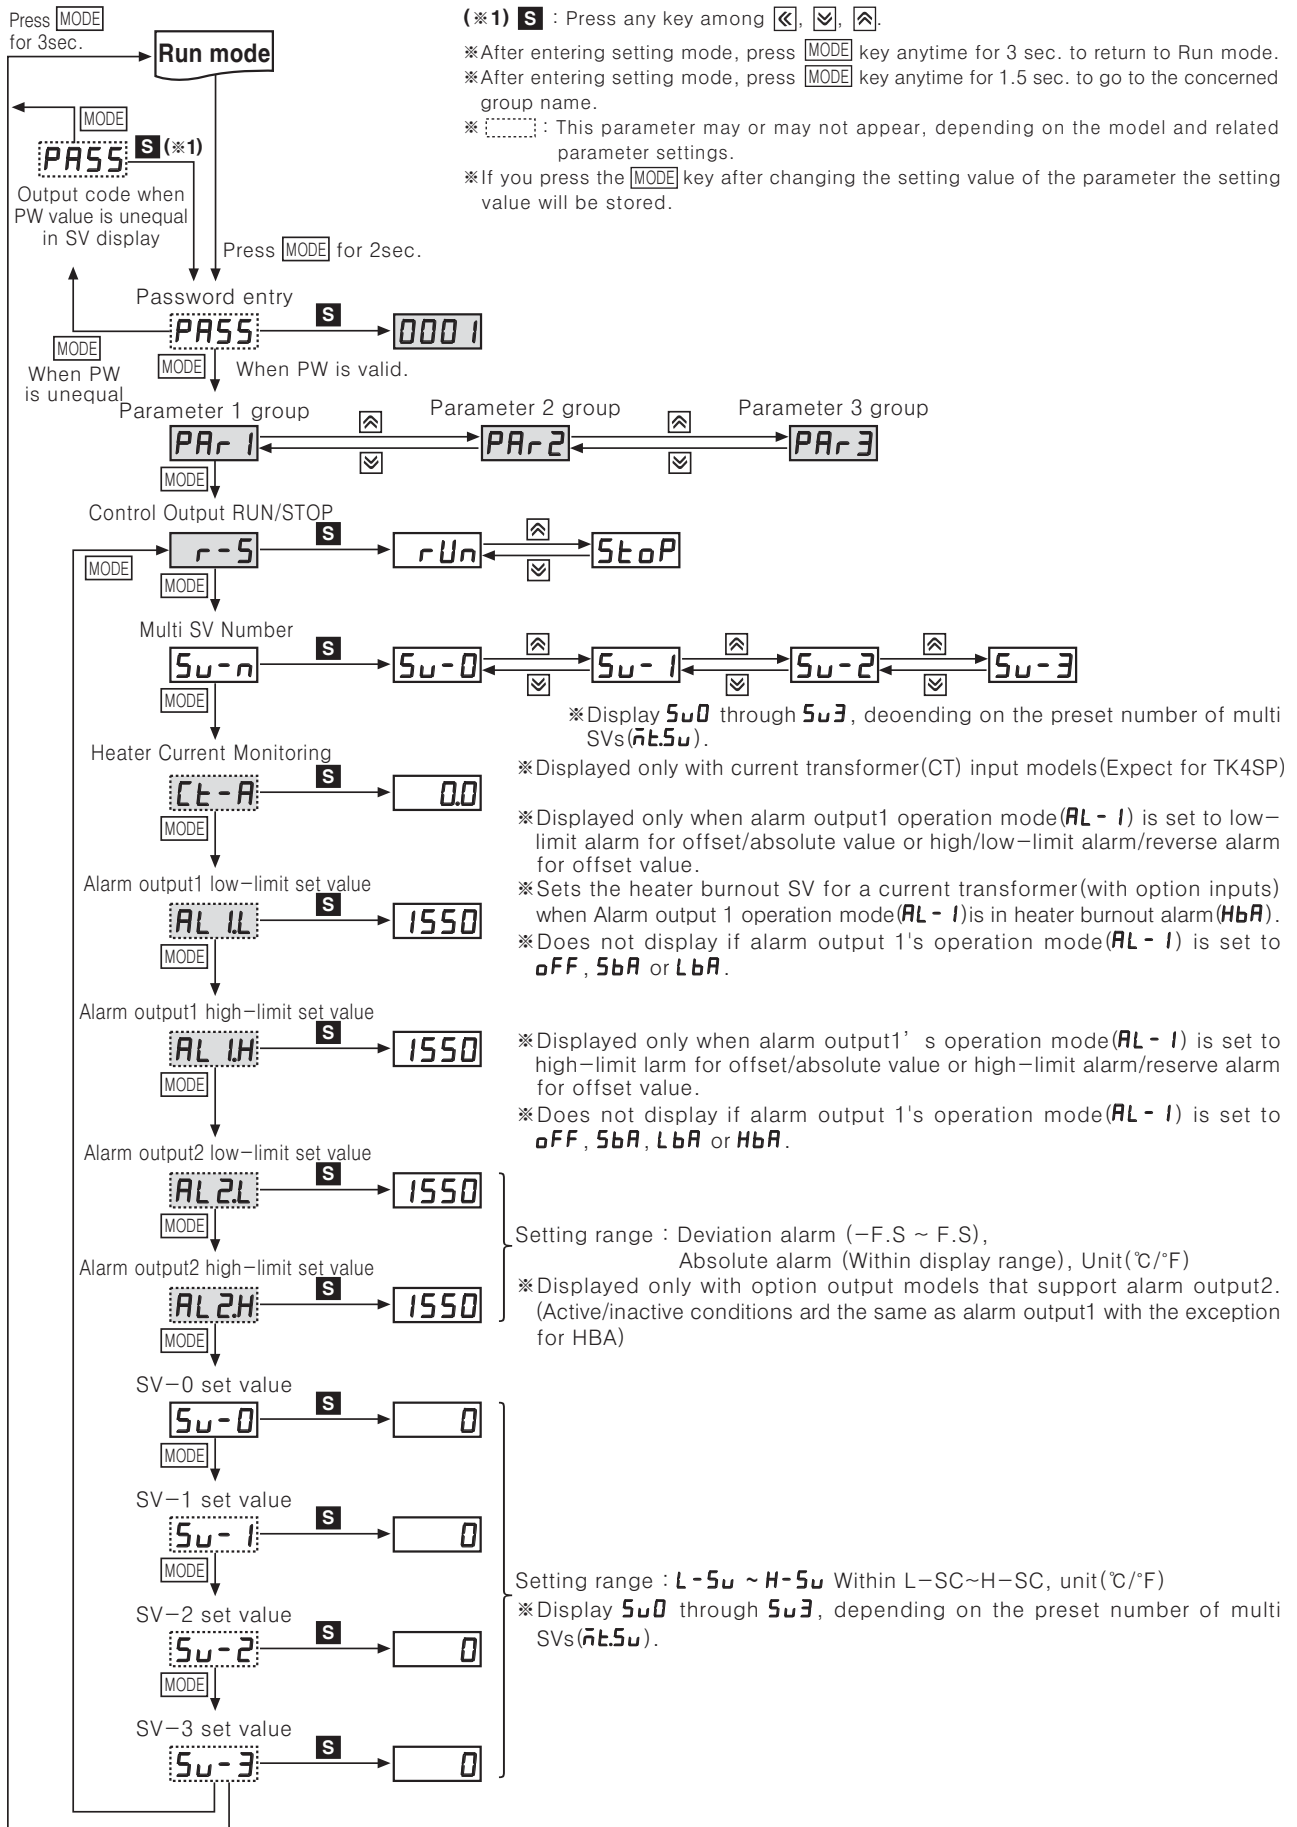 Press MODE
for 3sec.
Run mode
(※1) S : Press any key among «, ︾, ︽.
※After entering setting mode, press MODE key anytime for 3 sec. to return to Run mode.
※After entering setting mode, press MODE key anytime for 1.5 sec. to go to the concerned
group name.
※ : This parameter may or may not appear, depending on the model and related
parameter settings.
※If you press the MODE key after changing the setting value of the parameter the setting
value will be stored.
MODE
PASS S (※1)
Output code when
PW value is unequal
in SV display
Press MODE for 2sec.
Password entry
PASS S 0001
MODE
When PW
is unequal
MODE When PW is valid.
Parameter 1 group Parameter 2 group Parameter 3 group
PAr1 ︽ ︾ PAr2 ︽ ︾ PAr3
MODE
Control Output RUN/STOP
MODE
r-S S rUn ︽ ︾ StoP
MODE
Multi SV Number
Su-n S Su-0 ︽ ︾ Su-1 ︽ ︾ Su-2 ︽ ︾ Su-3
MODE
※Display Su0 through Su3, deoending on the preset number of multi
SVs(n̄t.Su).
Heater Current Monitoring
Ct-A S 0.0
MODE
※Displayed only with current transformer(CT) input models(Expect for TK4SP)
Alarm output1 low-limit set value
AL1.L S 1550
MODE
※Displayed only when alarm output1 operation mode(AL-1) is set to low-
limit alarm for offset/absolute value or high/low-limit alarm/reverse alarm
for offset value.
※Sets the heater burnout SV for a current transformer(with option inputs)
when Alarm output 1 operation mode(AL-1)is in heater burnout alarm(HbA).
※Does not display if alarm output 1's operation mode(AL-1) is set to
oFF, SbA or LbA.
Alarm output1 high-limit set value
AL1.H S 1550
MODE
※Displayed only when alarm output1’s operation mode(AL-1) is set to
high-limit larm for offset/absolute value or high-limit alarm/reserve alarm
for offset value.
※Does not display if alarm output 1's operation mode(AL-1) is set to
oFF, SbA, LbA or HbA.
Alarm output2 low-limit set value
AL2.L S 1550
MODE
Alarm output2 high-limit set value
AL2.H S 1550
MODE
Setting range : Deviation alarm (-F.S ~ F.S),
Absolute alarm (Within display range), Unit(℃/°F)
※Displayed only with option output models that support alarm output2.
(Active/inactive conditions ard the same as alarm output1 with the exception
for HBA)
SV-0 set value
Su-0 S 0
MODE
SV-1 set value
Su-1 S 0
MODE
SV-2 set value
Su-2 S 0
MODE
SV-3 set value
Su-3 S 0
Setting range : L-Su ~ H-Su Within L-SC~H-SC, unit(℃/°F)
※Display Su0 through Su3, depending on the preset number of multi
SVs(n̄t.Su).